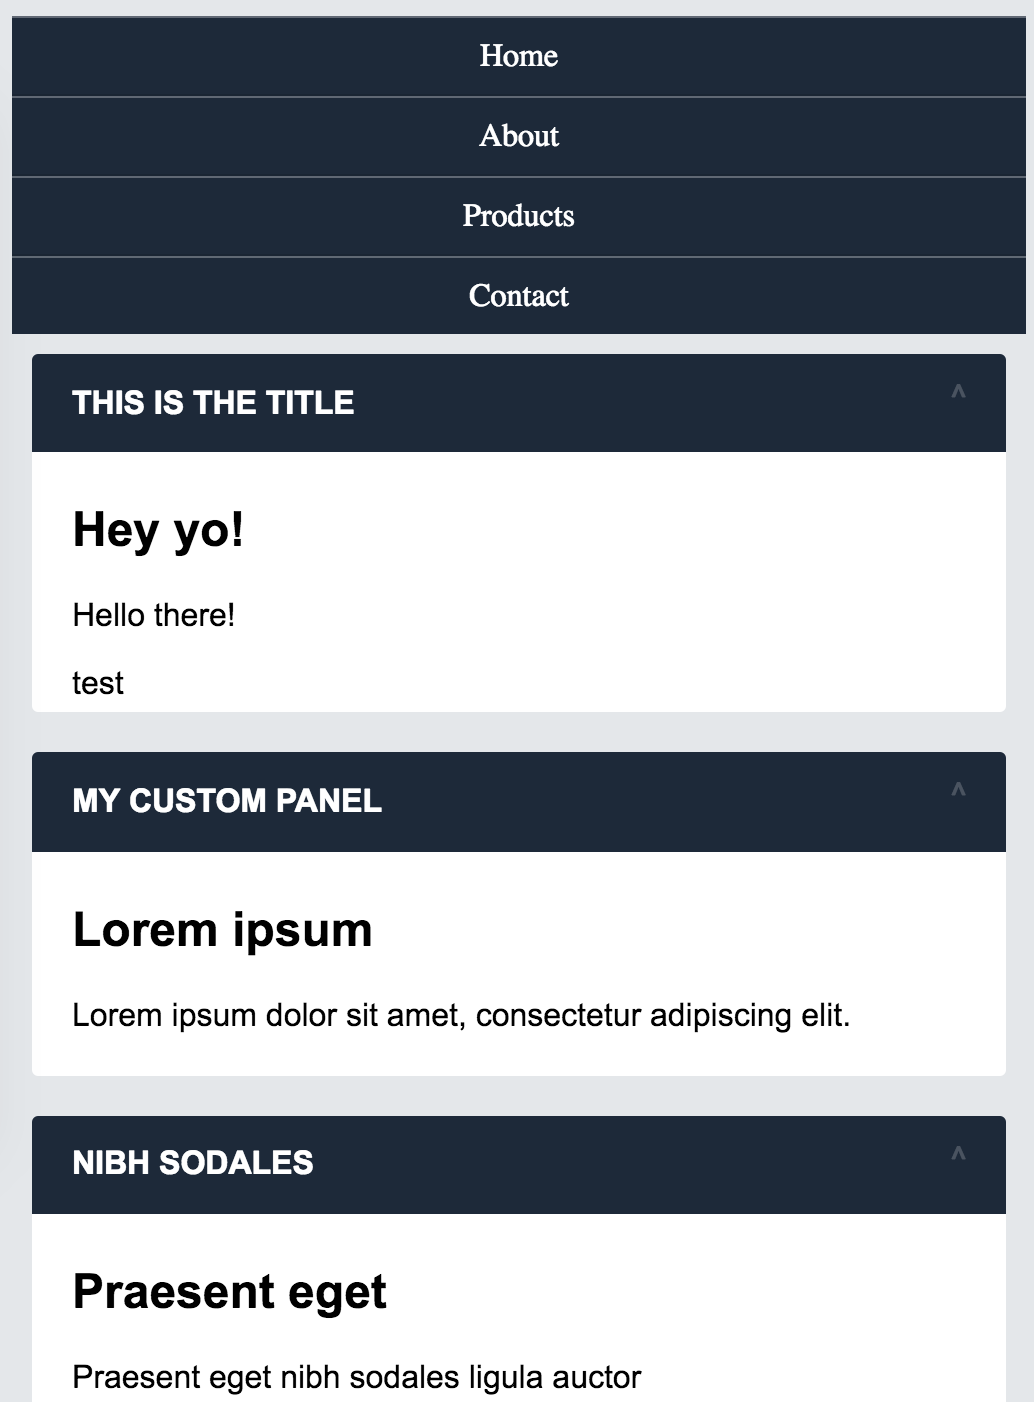 Home
About
Products
Contact
THIS IS THE TITLE ^
Hey yo!
Hello there!
test
MY CUSTOM PANEL ^
Lorem ipsum
Lorem ipsum dolor sit amet, consectetur adipiscing elit.
NIBH SODALES ^
Praesent eget
Praesent eget nibh sodales ligula auctor